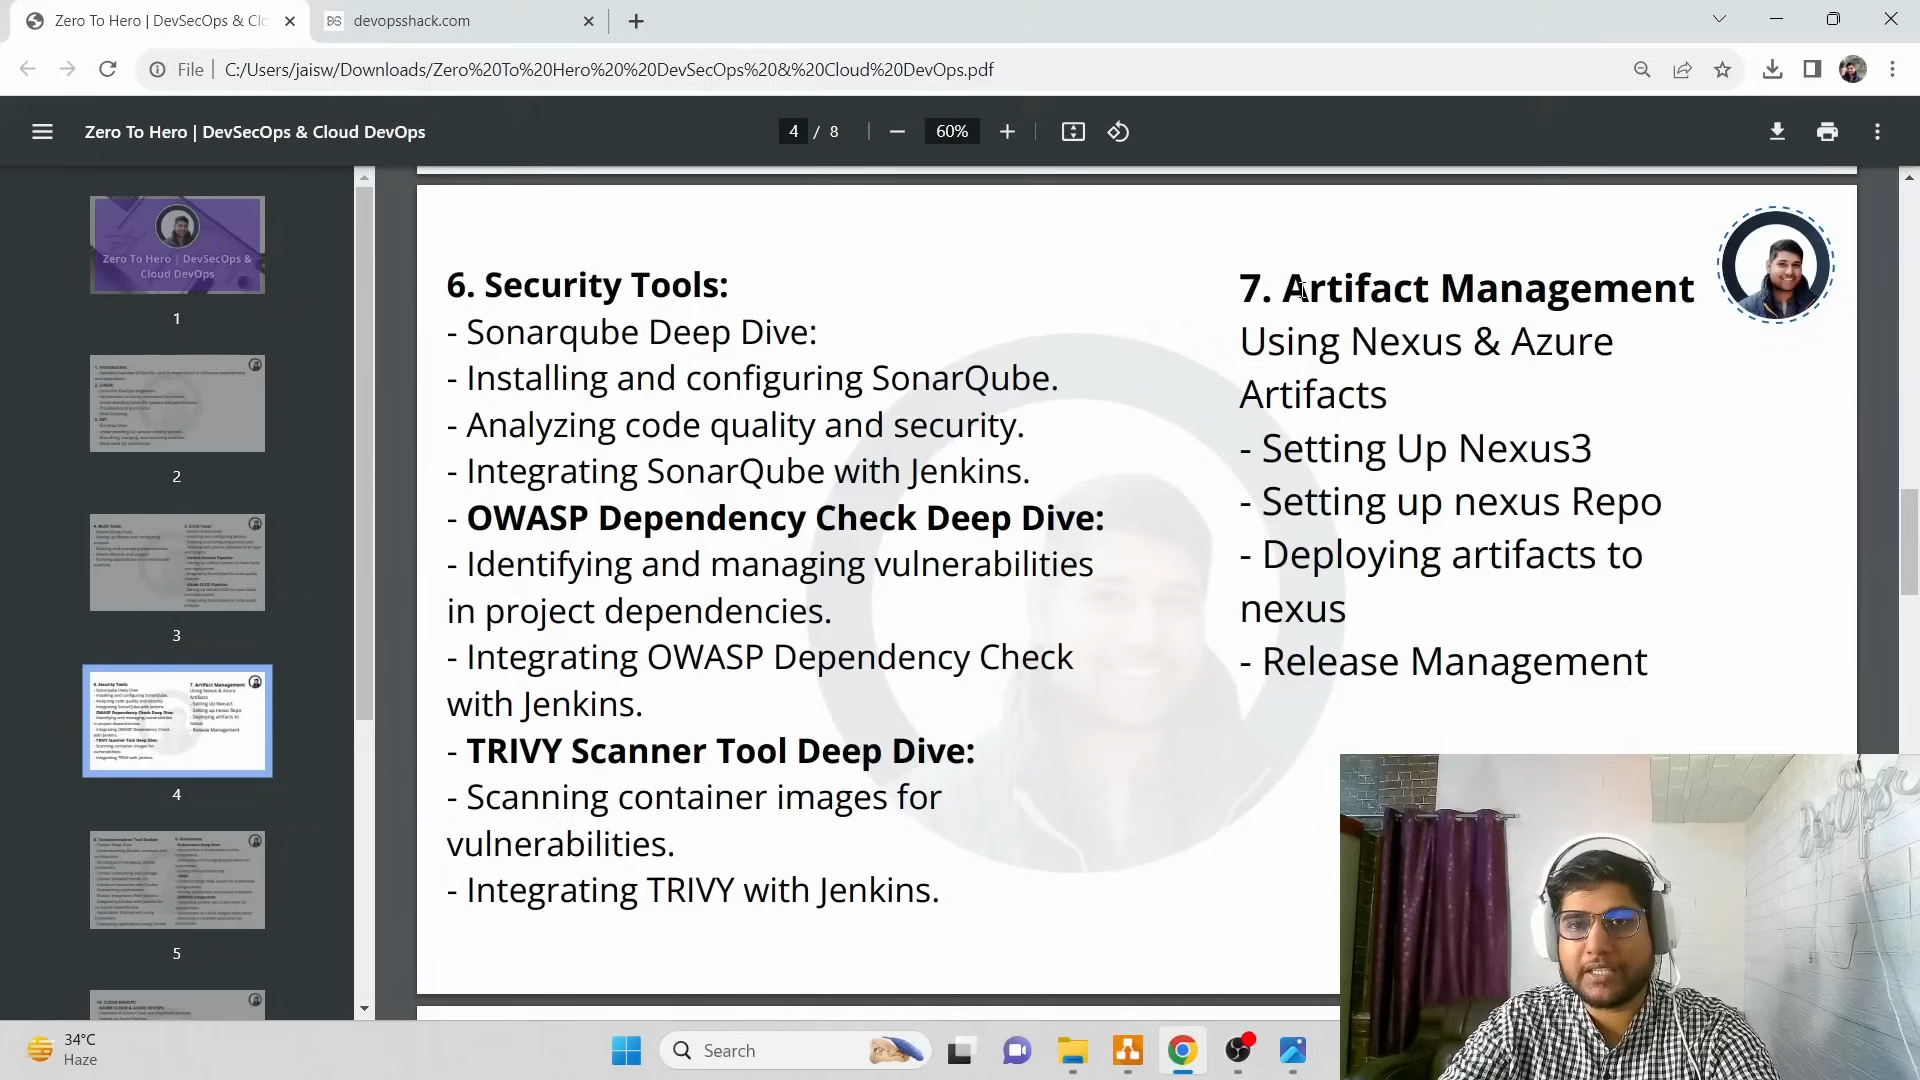 Zero To Hero | DevSecOps & Clo
devopsshack.com
File
C:/Users/jaisw/Downloads/Zero%20To%20Hero%20%20DevSecOps%20&%20Cloud%20DevOps.pdf
Zero To Hero | DevSecOps & Cloud DevOps
4 / 8
60%
Zero To Hero | DevSecOps &
Cloud DevOps
1
2
3
4
5
6. Security Tools:
- Sonarqube Deep Dive:
- Installing and configuring SonarQube.
- Analyzing code quality and security.
- Integrating SonarQube with Jenkins.
- OWASP Dependency Check Deep Dive:
- Identifying and managing vulnerabilities
in project dependencies.
- Integrating OWASP Dependency Check
with Jenkins.
- TRIVY Scanner Tool Deep Dive:
- Scanning container images for
vulnerabilities.
- Integrating TRIVY with Jenkins.
7. Artifact Management
Using Nexus & Azure
Artifacts
- Setting Up Nexus3
- Setting up nexus Repo
- Deploying artifacts to
nexus
- Release Management
34°C
Haze
Search